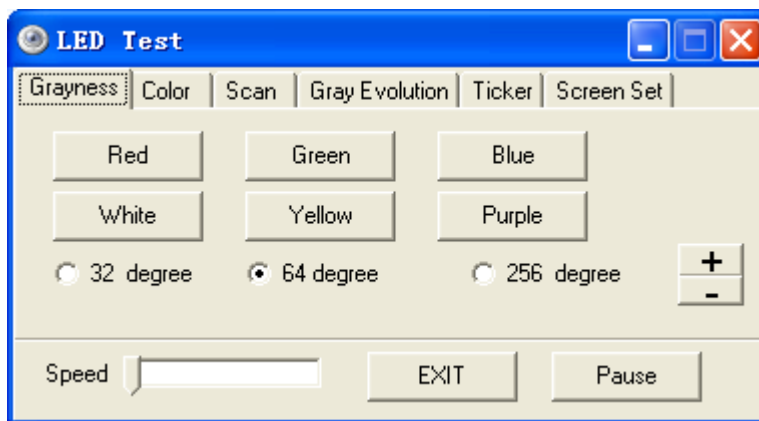 LED Test
Grayness Color Scan Gray Evolution Ticker Screen Set
Red Green Blue
White Yellow Purple
32 degree 64 degree 256 degree
+
-
Speed EXIT Pause